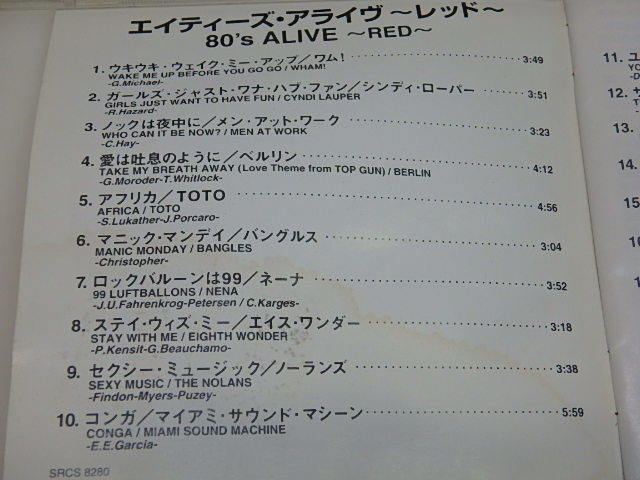 エイティーズ・アライヴ 〜レッド〜
80's ALIVE 〜RED〜
1. ウキウキ・ウェイク・ミー・アップ／ワム！ 3:49
WAKE ME UP BEFORE YOU GO GO / WHAM!
-G.Michael-
2. ガールズ・ジャスト・ワナ・ハブ・ファン／シンディ・ローパー 3:51
GIRLS JUST WANT TO HAVE FUN / CYNDI LAUPER
-R.Hazard-
3. ノックは夜中に／メン・アット・ワーク 3:23
WHO CAN IT BE NOW? / MEN AT WORK
-C.Hay-
4. 愛は吐息のように／ベルリン 4:12
TAKE MY BREATH AWAY (Love Theme from TOP GUN) / BERLIN
-G.Moroder-T.Whitlock-
5. アフリカ／TOTO 4:56
AFRICA / TOTO
-S.Lukather-J.Porcaro-
6. マニック・マンデイ／バングルス 3:04
MANIC MONDAY / BANGLES
-Christopher-
7. ロックバルーンは99／ネーナ 3:52
99 LUFTBALLONS / NENA
-J.U.Fahrenkrog-Petersen / C.Karges-
8. ステイ・ウィズ・ミー／エイス・ワンダー 3:18
STAY WITH ME / EIGHTH WONDER
-P.Kensit-G.Beauchamo-
9. セクシー・ミュージック／ノーランズ 3:38
SEXY MUSIC / THE NOLANS
-Findon-Myers-Puzey-
10. コンガ／マイアミ・サウンド・マシーン 5:59
CONGA / MIAMI SOUND MACHINE
-E.E.Garcia-
SRCS 8280
11. ユ
YO
-D
12. サ
13.
14.
15